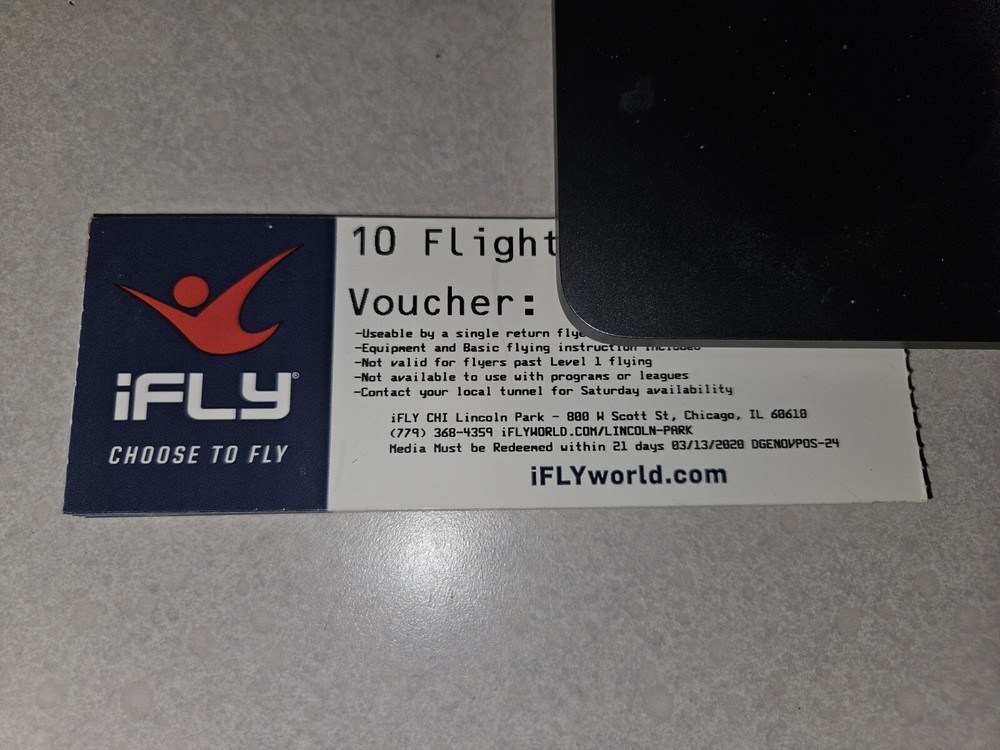 10 Flight
Voucher:
-Useable by a single return flye
-Equipment and Basic flying instruction included
-Not valid for flyers past Level 1 flying
-Not available to use with programs or leagues
-Contact your local tunnel for Saturday availability
iFLY CHI Lincoln Park - 800 W Scott St, Chicago, IL 60610
(779) 368-4359 iFLYWORLD.COM/LINCOLN-PARK
Media Must be Redeemed within 21 days 03/13/2020 DGENOVPOS-24
iFLYworld.com
iFLY®
CHOOSE TO FLY